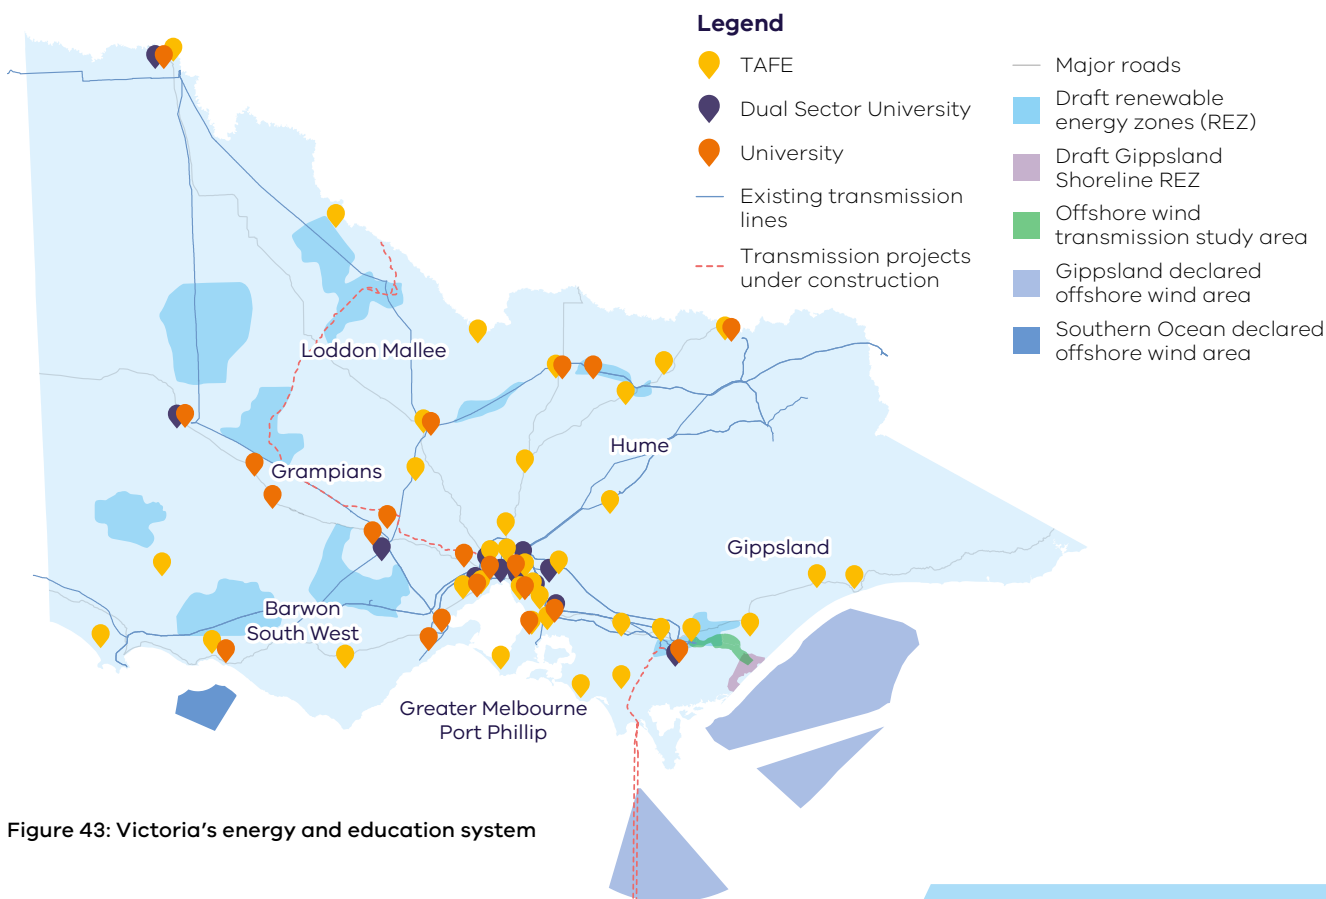 Legend
TAFE
Dual Sector University
University
Existing transmission
lines
Transmission projects
under construction
Major roads
Draft renewable
energy zones (REZ)
Draft Gippsland
Shoreline REZ
Offshore wind
transmission study area
Gippsland declared
offshore wind area
Southern Ocean declared
offshore wind area
Loddon Mallee
Hume
Grampians
Gippsland
Barwon
South West
Greater Melbourne
Port Phillip
Figure 43: Victoria's energy and education system